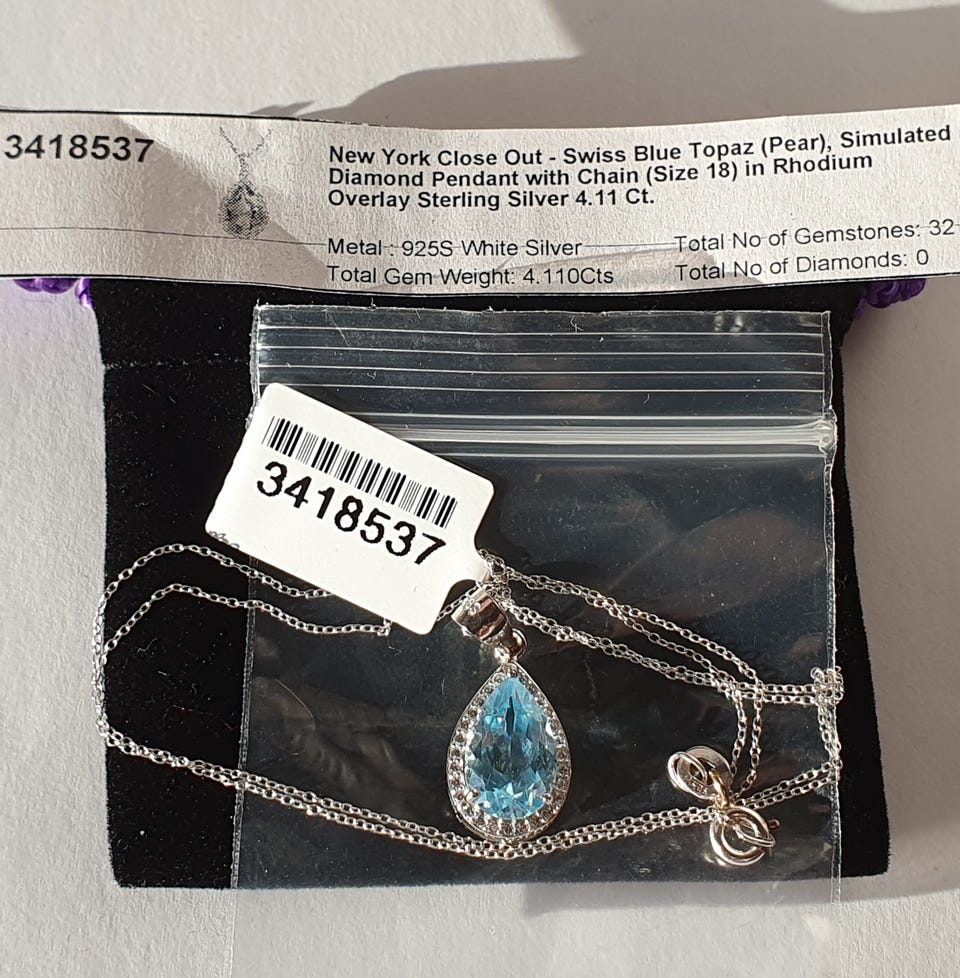 3418537
New York Close Out - Swiss Blue Topaz (Pear), Simulated
Diamond Pendant with Chain (Size 18) in Rhodium
Overlay Sterling Silver 4.11 Ct.
Metal : 925S White Silver
Total No of Gemstones: 32
Total Gem Weight: 4.110Cts
Total No of Diamonds: 0
3418537